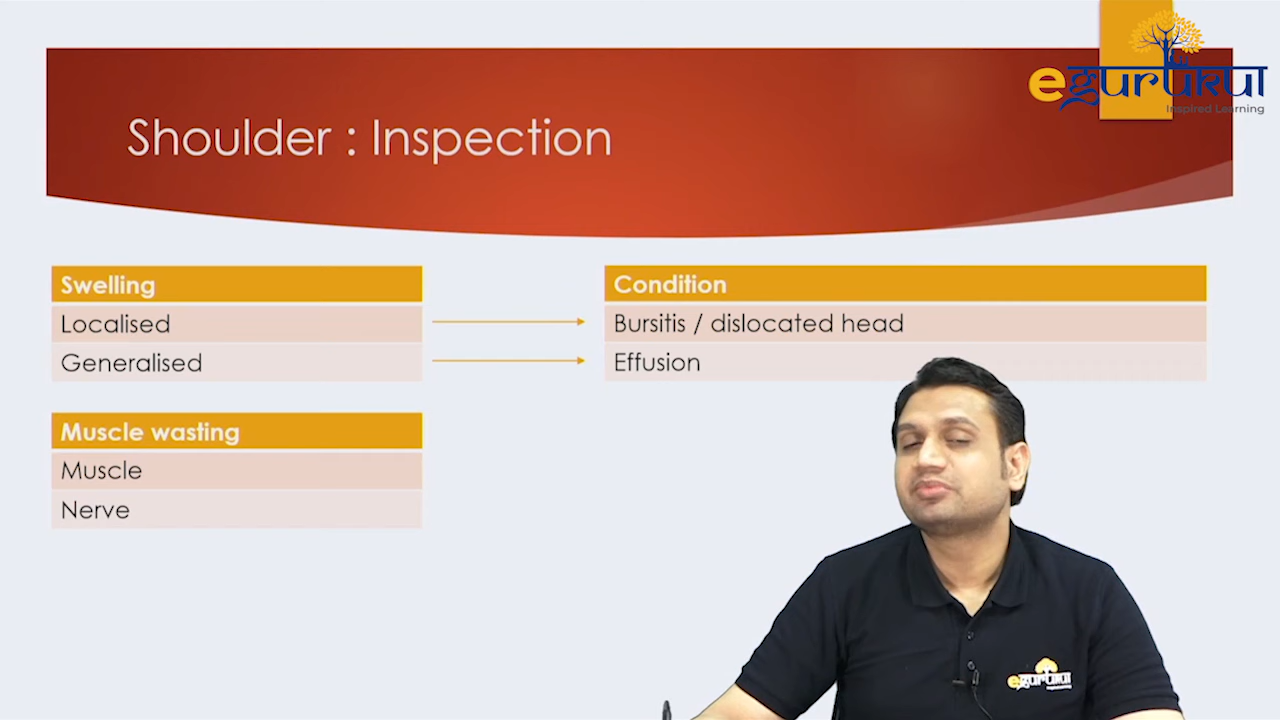 egurukul
Inspired Learning
Shoulder : Inspection
Swelling
Localised
Generalised
Condition
Bursitis / dislocated head
Effusion
Muscle wasting
Muscle
Nerve
egurukul